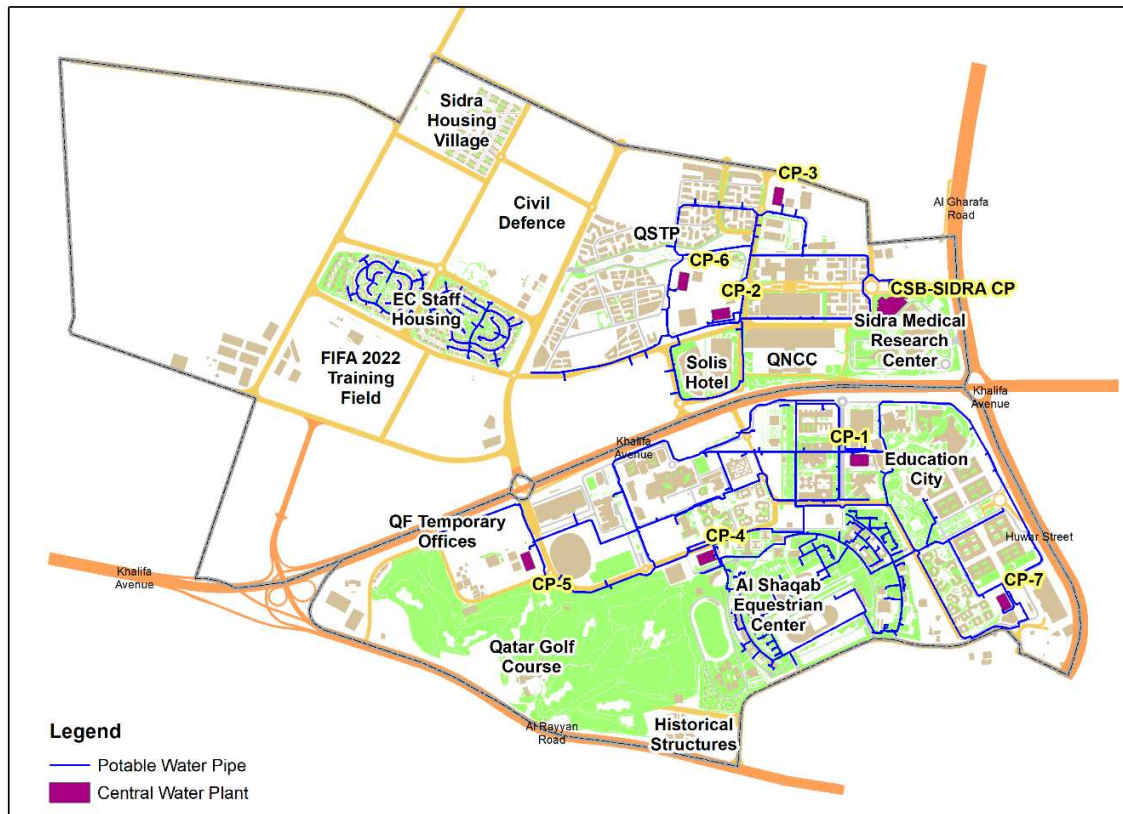 Sidra
Housing
Village
CP-3
Civil
Defence
Al Gharafa
Road
QSTP
CP-6
CP-2
CSB-SIDRA CP
EC Staff
Housing
Sidra Medical
Research
Center
FIFA 2022
Training
Field
Solis
Hotel
QNCC
Khalifa
Avenue
Khalifa
Avenue
CP-1
Education
City
QF Temporary
Offices
CP-4
Huwar Street
Khalifa
Avenue
CP-5
Al Shaqab
Equestrian
Center
CP-7
Qatar Golf
Course
Al Rayyan
Road
Historical
Structures
Legend
Potable Water Pipe
Central Water Plant